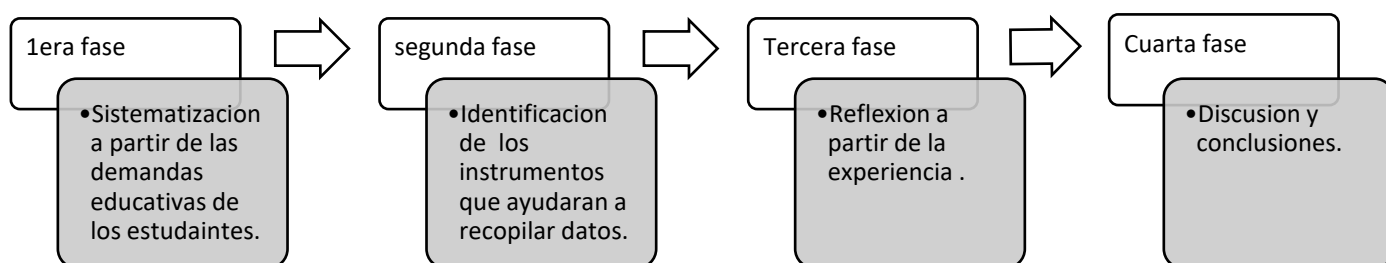 1era fase
•Sistematizacion
a partir de las
demandas
educativas de
los estudaintes.
segunda fase
•Identificacion
de los
instrumentos
que ayudaran a
recopilar datos.
Tercera fase
•Reflexion a
partir de la
experiencia .
Cuarta fase
•Discusion y
conclusiones.